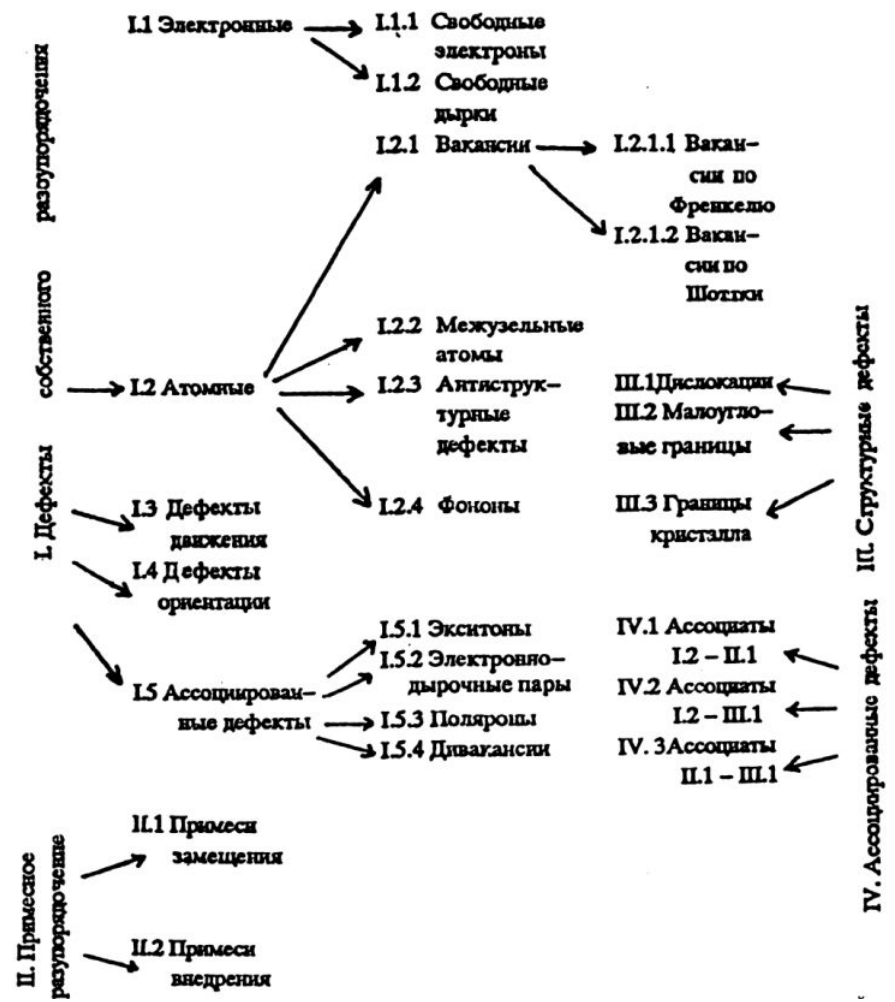 I. Дефекты собственного разоупорядочения
I.1 Электронные
I.1.1 Свободные
электроны
I.1.2 Свободные
дырки
I.2 Атомные
I.2.1 Вакансии
I.2.1.1 Вакан–
сии по
Френкелю
I.2.1.2 Вакан–
сии по
Шоттки
I.2.2 Межузельные
атомы
I.2.3 Антиструк–
турные
дефекты
I.2.4 Фононы
I.3 Дефекты
движения
I.4 Дефекты
ориентации
I.5 Ассоциирован–
ные дефекты
I.5.1 Экситоны
I.5.2 Электронно–
дырочные пары
I.5.3 Поляроны
I.5.4 Дивакансии
II. Примесное
разупорядочение
II.1 Примеси
замещения
II.2 Примеси
внедрения
III. Структурные дефекты
III.1 Дислокации
III.2 Малоугло–
вые границы
III.3 Границы
кристалла
IV. Ассоциированные дефекты
IV.1 Ассоциаты
I.2 – II.1
IV.2 Ассоциаты
I.2 – III.1
IV. 3 Ассоциаты
II.1 – III.1